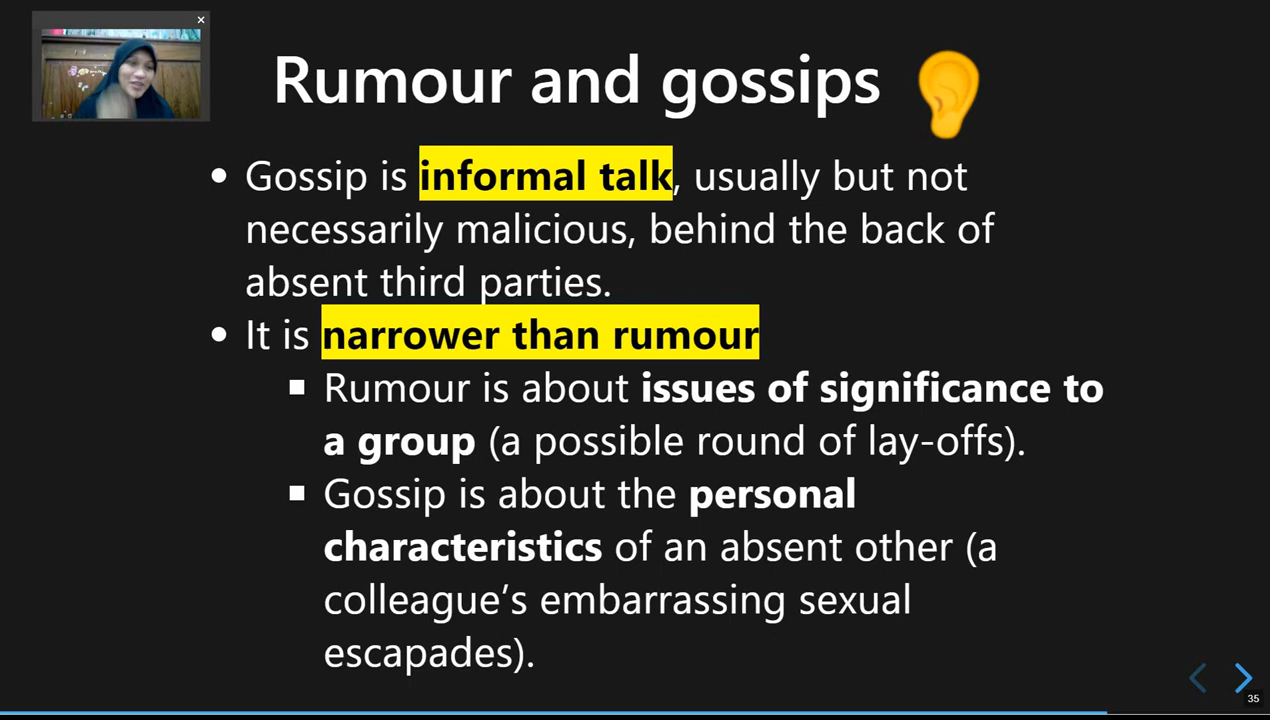 Rumour and gossips
• Gossip is informal talk, usually but not
necessarily malicious, behind the back of
absent third parties.
• It is narrower than rumour
▪ Rumour is about issues of significance to
a group (a possible round of lay-offs).
▪ Gossip is about the personal
characteristics of an absent other (a
colleague’s embarrassing sexual
escapades).
35